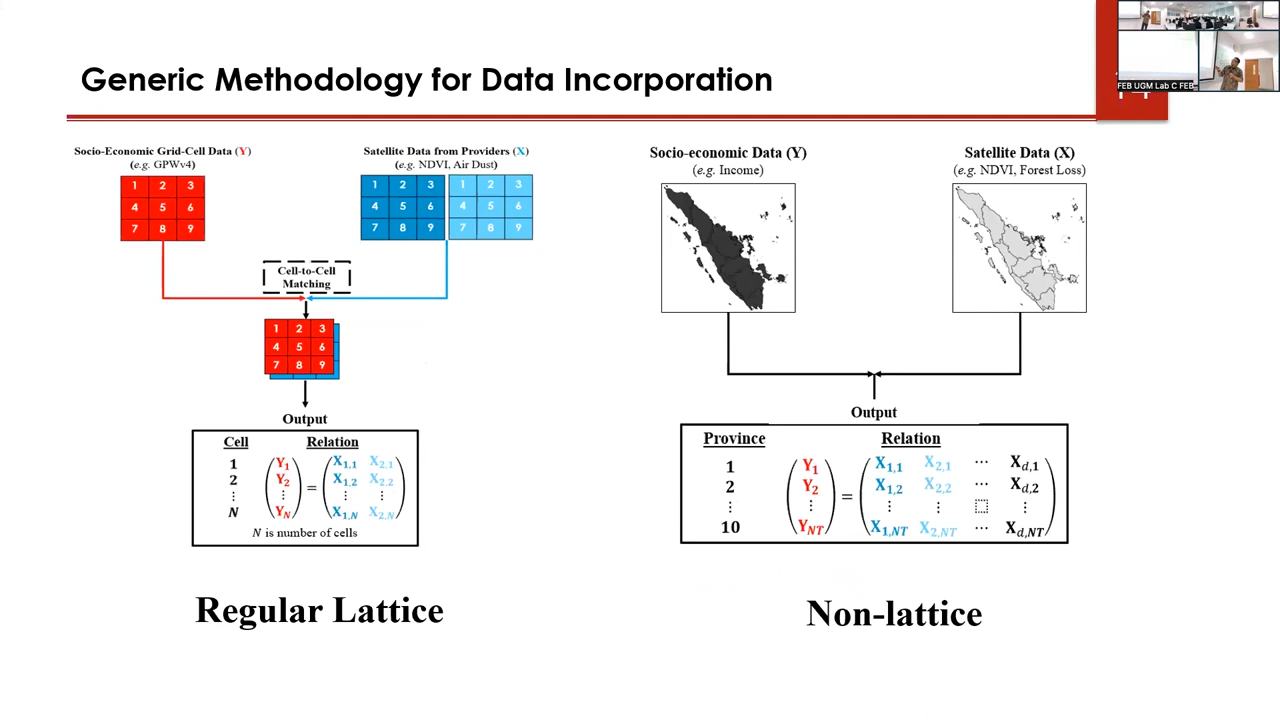 Generic Methodology for Data Incorporation
FEB UGM Lab C FEB
Socio-Economic Grid-Cell Data (Y)
(e.g. GPWv4)
1 2 3
4 5 6
7 8 9
Satellite Data from Providers (X)
(e.g. NDVI, Air Dust)
1 2 3 1 2 3
4 5 6 4 5 6
7 8 9 7 8 9
Cell-to-Cell
Matching
1 2 3
4 5 6
7 8 9
Output
Cell Relation
1 Y₁ X₁,₁ X₂,₁
2 Y₂ = X₁,₂ X₂,₂
⋮ ⋮ ⋮ ⋮
N Y_N X₁,N X₂,N
N is number of cells
Regular Lattice
Socio-economic Data (Y)
(e.g. Income)
Satellite Data (X)
(e.g. NDVI, Forest Loss)
Output
Province Relation
1 Y₁ X₁,₁ X₂,₁ ⋯ X_d,1
2 Y₂ = X₁,₂ X₂,₂ ⋯ X_d,2
⋮ ⋮ ⋮ ⋮ ⋮
10 Y_NT X₁,NT X₂,NT ⋯ X_d,NT
Non-lattice